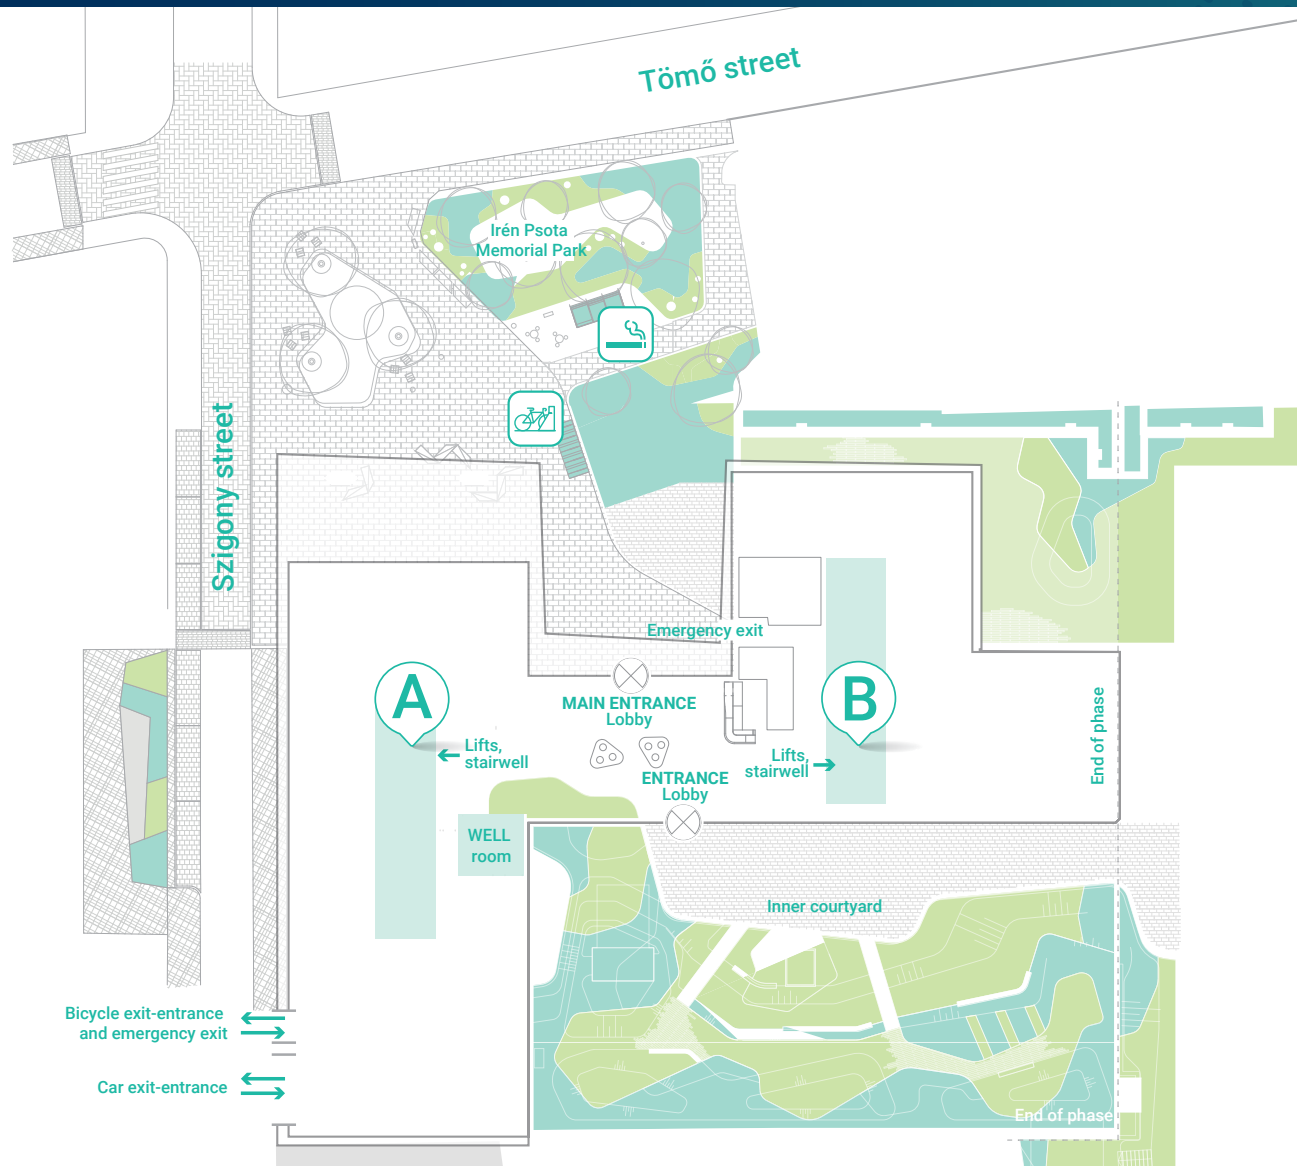 Tömő street
Irén Psota
Memorial Park
Szigony street
Emergency exit
MAIN ENTRANCE
Lobby
A
B
Lifts,
stairwell
Lifts,
stairwell
ENTRANCE
Lobby
End of phase
WELL
room
Inner courtyard
Bicycle exit-entrance
and emergency exit
Car exit-entrance
End of phase